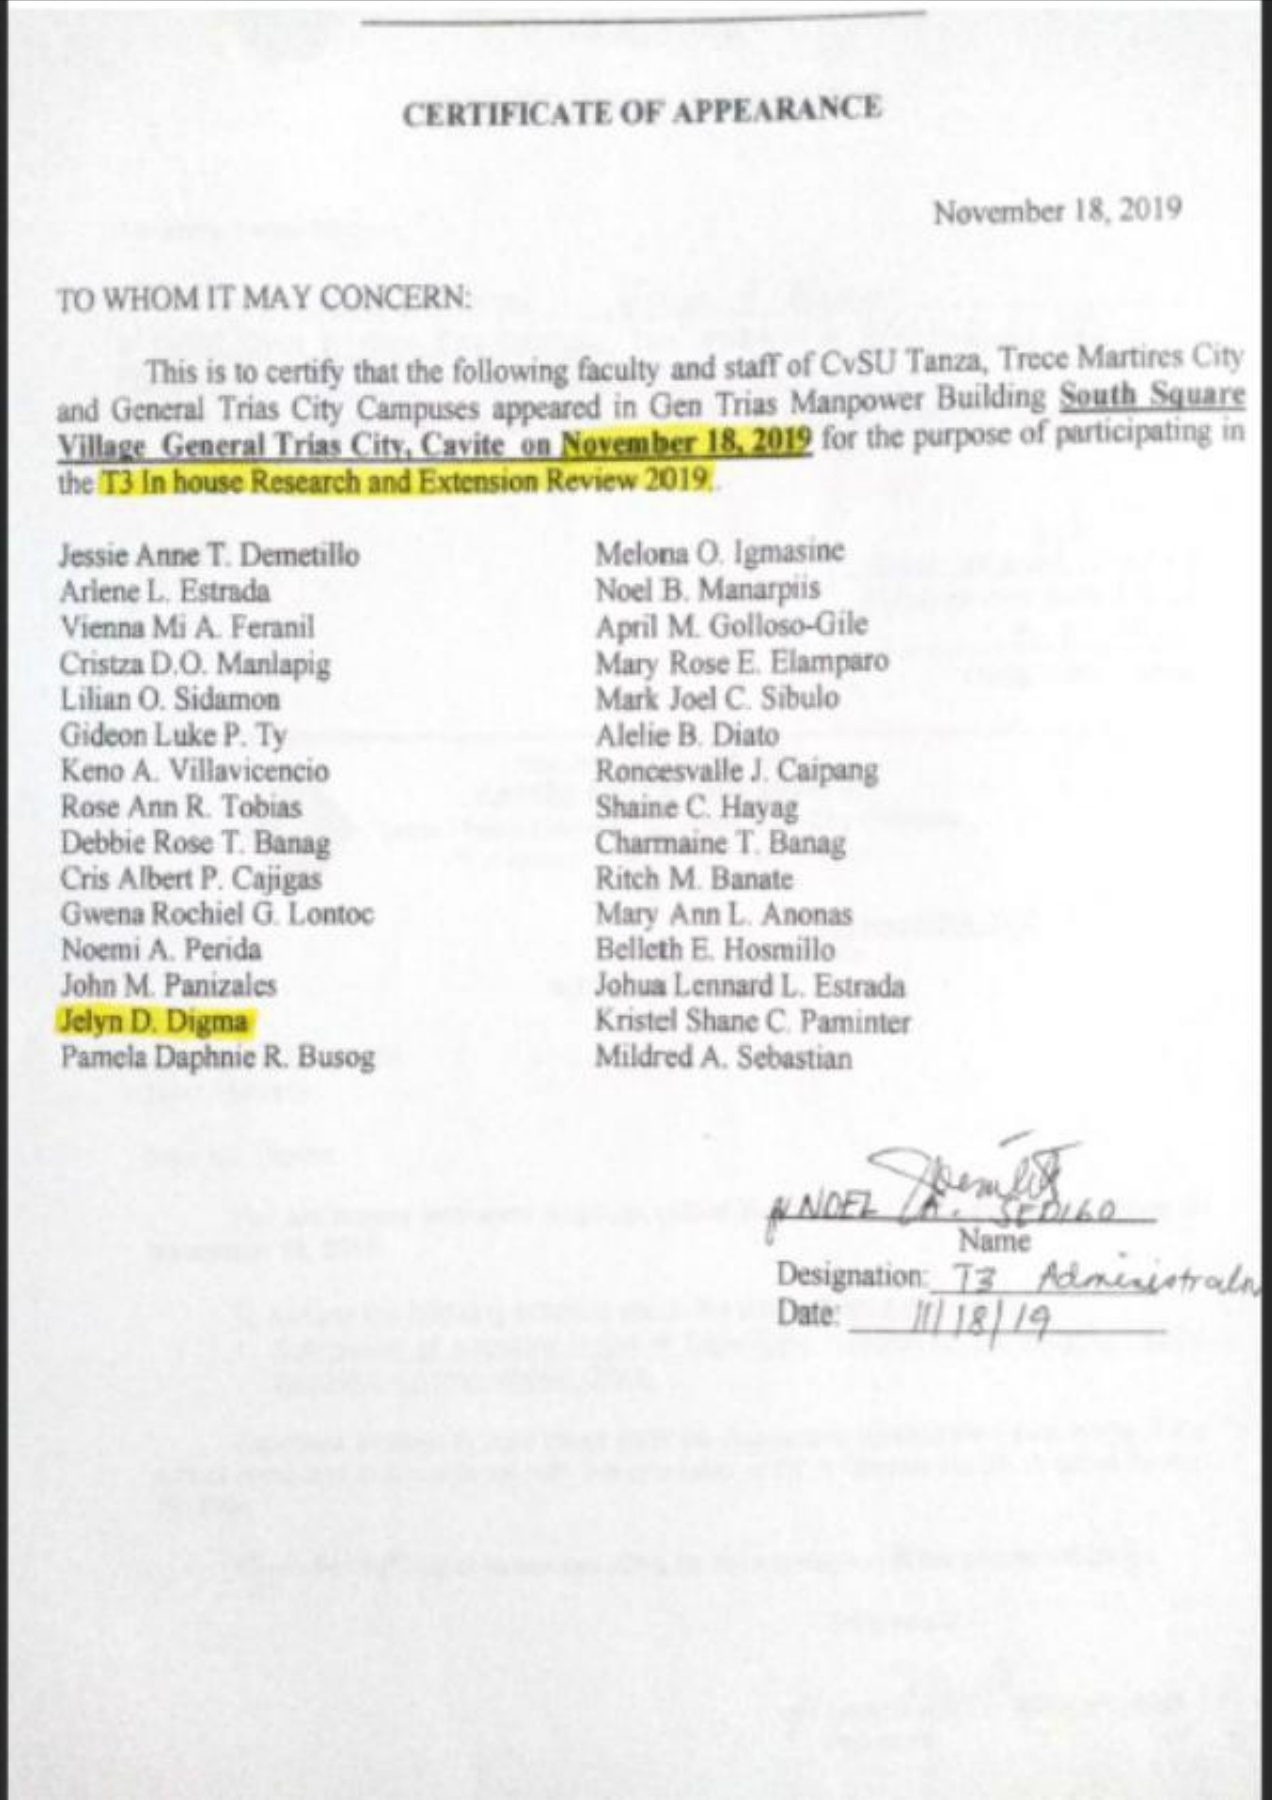 CERTIFICATE OF APPEARANCE
November 18, 2019
TO WHOM IT MAY CONCERN:
This is to certify that the following faculty and staff of CvSU Tanza, Trece Martires City
and General Trias City Campuses appeared in Gen Trias Manpower Building South Square
Village General Trias City, Cavite on November 18, 2019 for the purpose of participating in
the T3 In house Research and Extension Review 2019..
Jessie Anne T. Demetillo
Arlene L. Estrada
Vienna Mi A. Feranil
Cristza D.O. Manlapig
Lilian O. Sidamon
Gideon Luke P. Ty
Keno A. Villavicencio
Rose Ann R. Tobias
Debbie Rose T. Banag
Cris Albert P. Cajigas
Gwena Rochiel G. Lontoc
Noemi A. Perida
John M. Panizales
Jelyn D. Digma
Pamela Daphnie R. Busog
Melona O. Igmasine
Noel B. Manarpiis
April M. Golloso-Gile
Mary Rose E. Elamparo
Mark Joel C. Sibulo
Alelie B. Diato
Roncesvalle J. Caipang
Shaine C. Hayag
Charmaine T. Banag
Ritch M. Banate
Mary Ann L. Anonas
Belleth E. Hosmillo
Johua Lennard L. Estrada
Kristel Shane C. Paminter
Mildred A. Sebastian
NOEL A. SEDIGO
Name
Designation: T3 Administrator
Date: 11/18/19